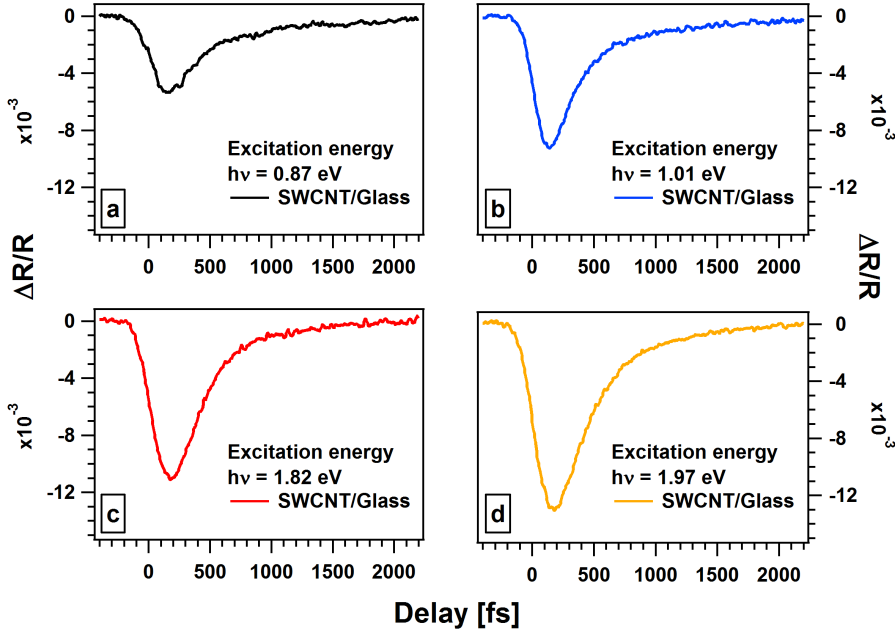 0
-4
-8
-12
x10⁻³
ΔR/R
Excitation energy
hν = 0.87 eV
SWCNT/Glass
a
0 500 1000 1500 2000
0
-4
-8
-12
x10⁻³
ΔR/R
Excitation energy
hν = 1.01 eV
SWCNT/Glass
b
0 500 1000 1500 2000
0
-4
-8
-12
x10⁻³
Excitation energy
hν = 1.82 eV
SWCNT/Glass
c
0 500 1000 1500 2000
0
-4
-8
-12
x10⁻³
Excitation energy
hν = 1.97 eV
SWCNT/Glass
d
0 500 1000 1500 2000
Delay [fs]